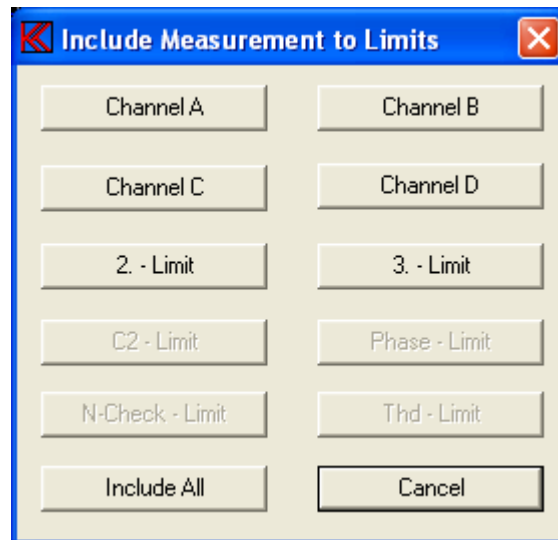 Include Measurement to Limits
Channel A
Channel B
Channel C
Channel D
2. - Limit
3. - Limit
C2 - Limit
Phase - Limit
N-Check - Limit
Thd - Limit
Include All
Cancel